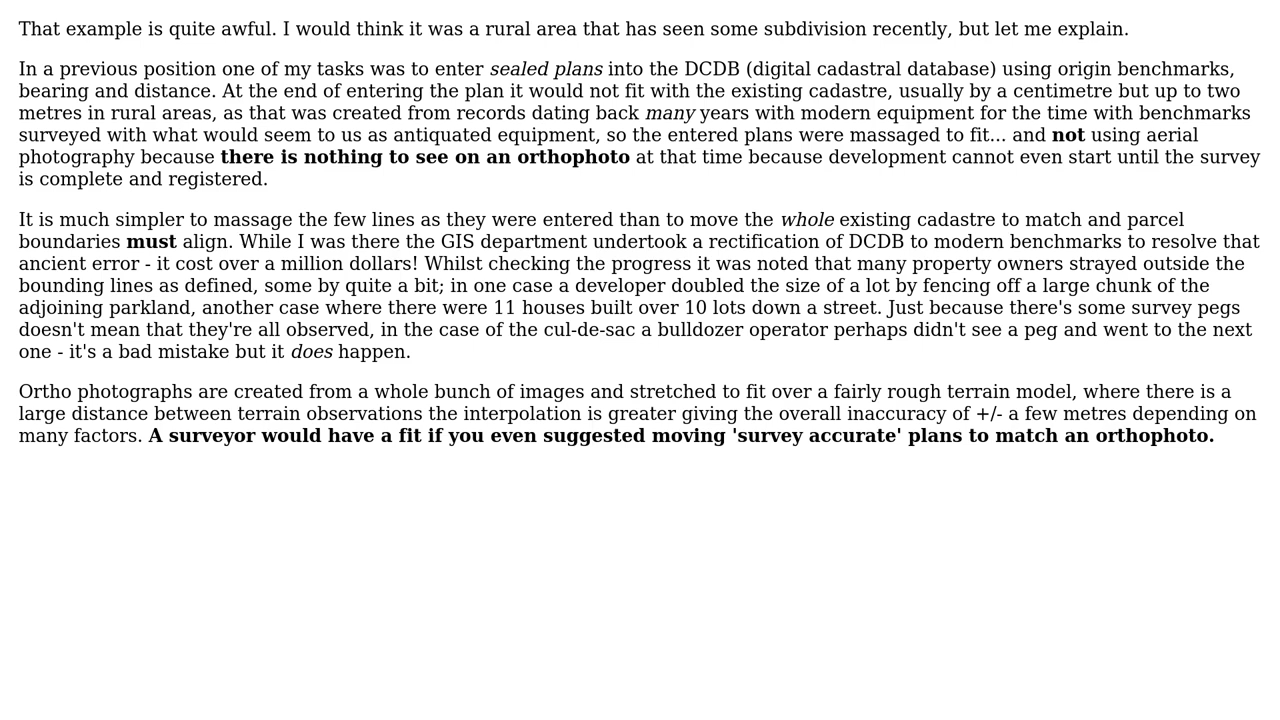 That example is quite awful. I would think it was a rural area that has seen some subdivision recently, but let me explain.
In a previous position one of my tasks was to enter sealed plans into the DCDB (digital cadastral database) using origin benchmarks,
bearing and distance. At the end of entering the plan it would not fit with the existing cadastre, usually by a centimetre but up to two
metres in rural areas, as that was created from records dating back many years with modern equipment for the time with benchmarks
surveyed with what would seem to us as antiquated equipment, so the entered plans were massaged to fit... and not using aerial
photography because there is nothing to see on an orthophoto at that time because development cannot even start until the survey
is complete and registered.
It is much simpler to massage the few lines as they were entered than to move the whole existing cadastre to match and parcel
boundaries must align. While I was there the GIS department undertook a rectification of DCDB to modern benchmarks to resolve that
ancient error - it cost over a million dollars! Whilst checking the progress it was noted that many property owners strayed outside the
bounding lines as defined, some by quite a bit; in one case a developer doubled the size of a lot by fencing off a large chunk of the
adjoining parkland, another case where there were 11 houses built over 10 lots down a street. Just because there's some survey pegs
doesn't mean that they're all observed, in the case of the cul-de-sac a bulldozer operator perhaps didn't see a peg and went to the next
one - it's a bad mistake but it does happen.
Ortho photographs are created from a whole bunch of images and stretched to fit over a fairly rough terrain model, where there is a
large distance between terrain observations the interpolation is greater giving the overall inaccuracy of +/- a few metres depending on
many factors. A surveyor would have a fit if you even suggested moving 'survey accurate' plans to match an orthophoto.